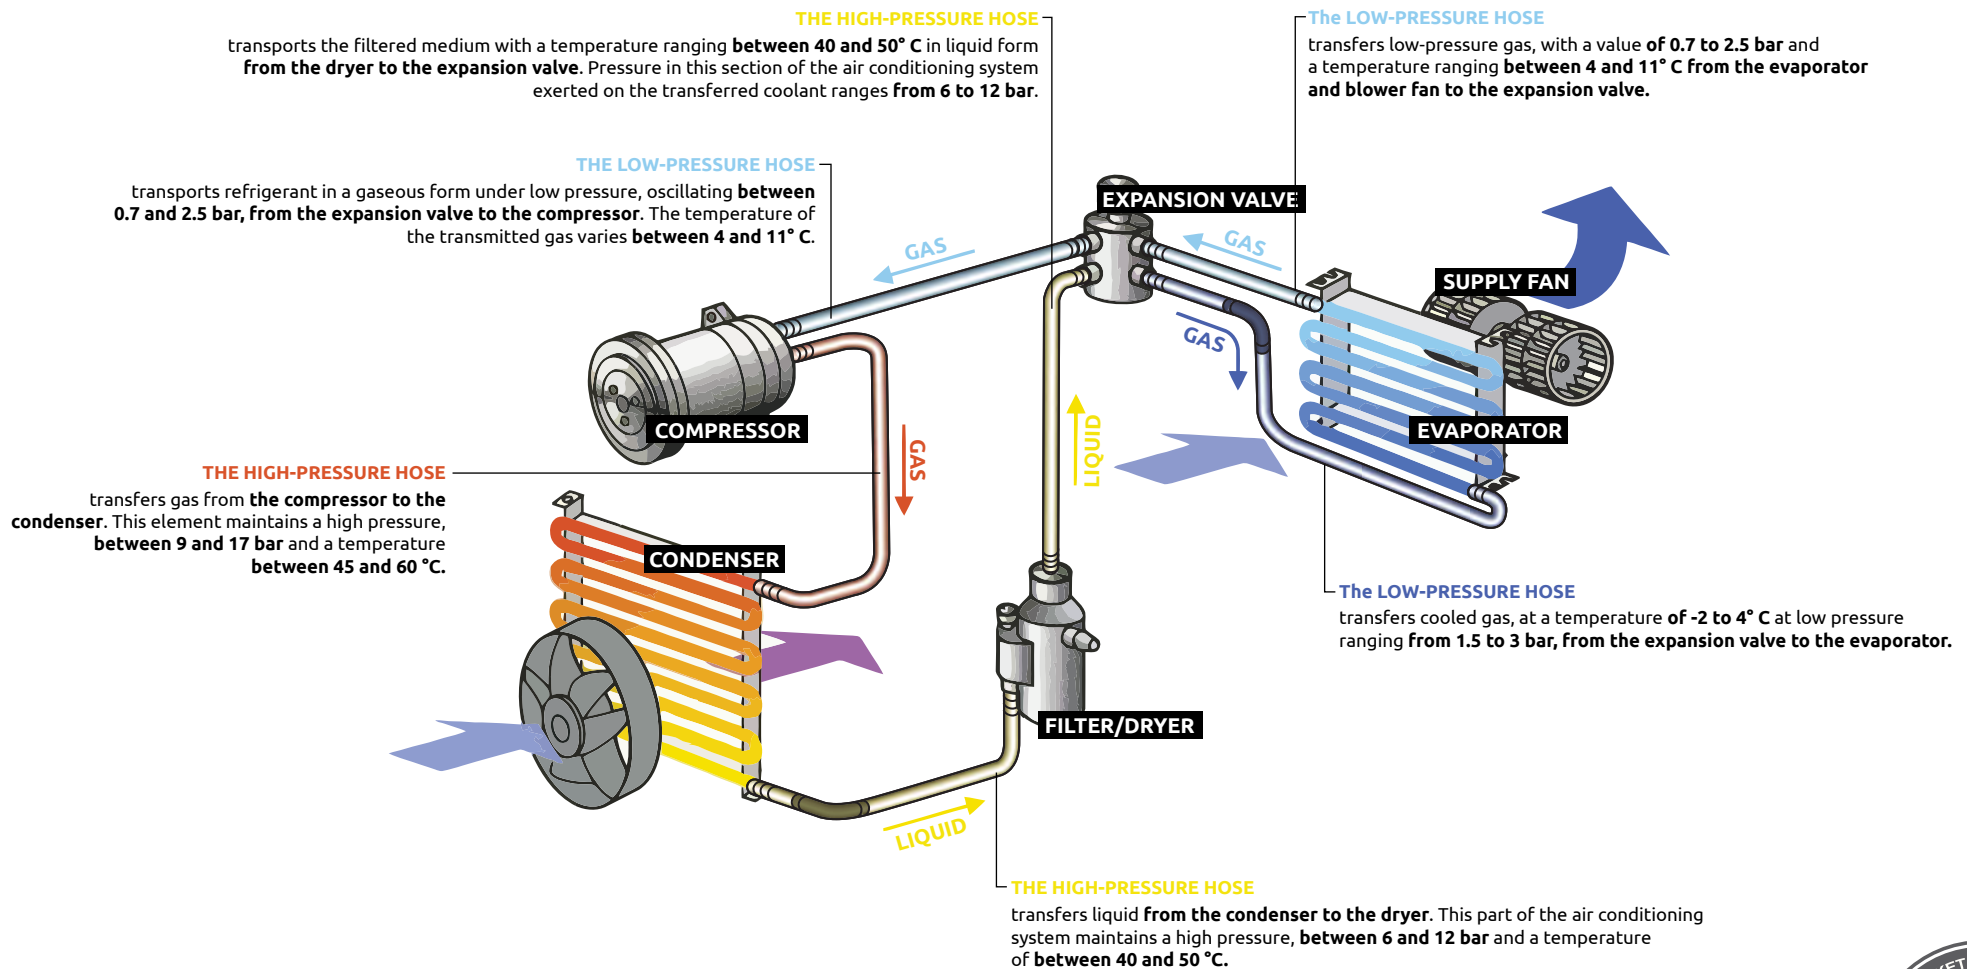 THE HIGH-PRESSURE HOSE
transports the filtered medium with a temperature ranging between 40 and 50° C in liquid form
from the dryer to the expansion valve. Pressure in this section of the air conditioning system
exerted on the transferred coolant ranges from 6 to 12 bar.
The LOW-PRESSURE HOSE
transfers low-pressure gas, with a value of 0.7 to 2.5 bar and
a temperature ranging between 4 and 11° C from the evaporator
and blower fan to the expansion valve.
THE LOW-PRESSURE HOSE
transports refrigerant in a gaseous form under low pressure, oscillating between
0.7 and 2.5 bar, from the expansion valve to the compressor. The temperature of
the transmitted gas varies between 4 and 11° C.
EXPANSION VALVE
GAS
GAS
SUPPLY FAN
GAS
COMPRESSOR
EVAPORATOR
GAS
LIQUID
THE HIGH-PRESSURE HOSE
transfers gas from the compressor to the
condenser. This element maintains a high pressure,
between 9 and 17 bar and a temperature
between 45 and 60 °C.
CONDENSER
The LOW-PRESSURE HOSE
transfers cooled gas, at a temperature of -2 to 4° C at low pressure
ranging from 1.5 to 3 bar, from the expansion valve to the evaporator.
FILTER/DRYER
LIQUID
THE HIGH-PRESSURE HOSE
transfers liquid from the condenser to the dryer. This part of the air conditioning
system maintains a high pressure, between 6 and 12 bar and a temperature
of between 40 and 50 °C.